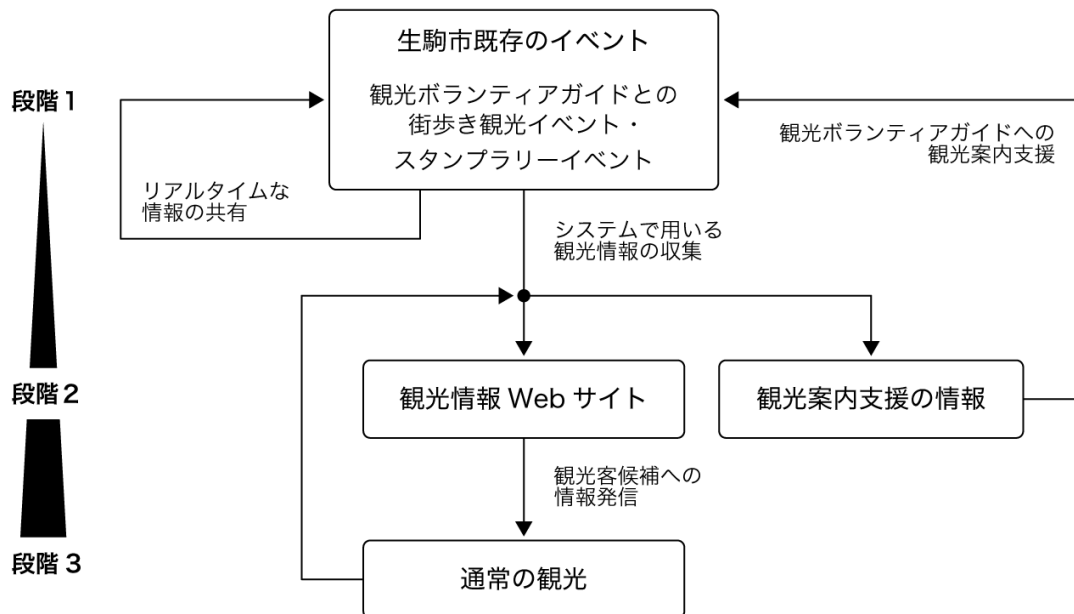 生駒市既存のイベント
観光ボランティアガイドとの
街歩き観光イベント・
スタンプラリーイベント
段階1
リアルタイムな
情報の共有
観光ボランティアガイドへの
観光案内支援
システムで用いる
観光情報の収集
段階2
観光情報 Web サイト
観光案内支援の情報
観光客候補への
情報発信
段階3
通常の観光